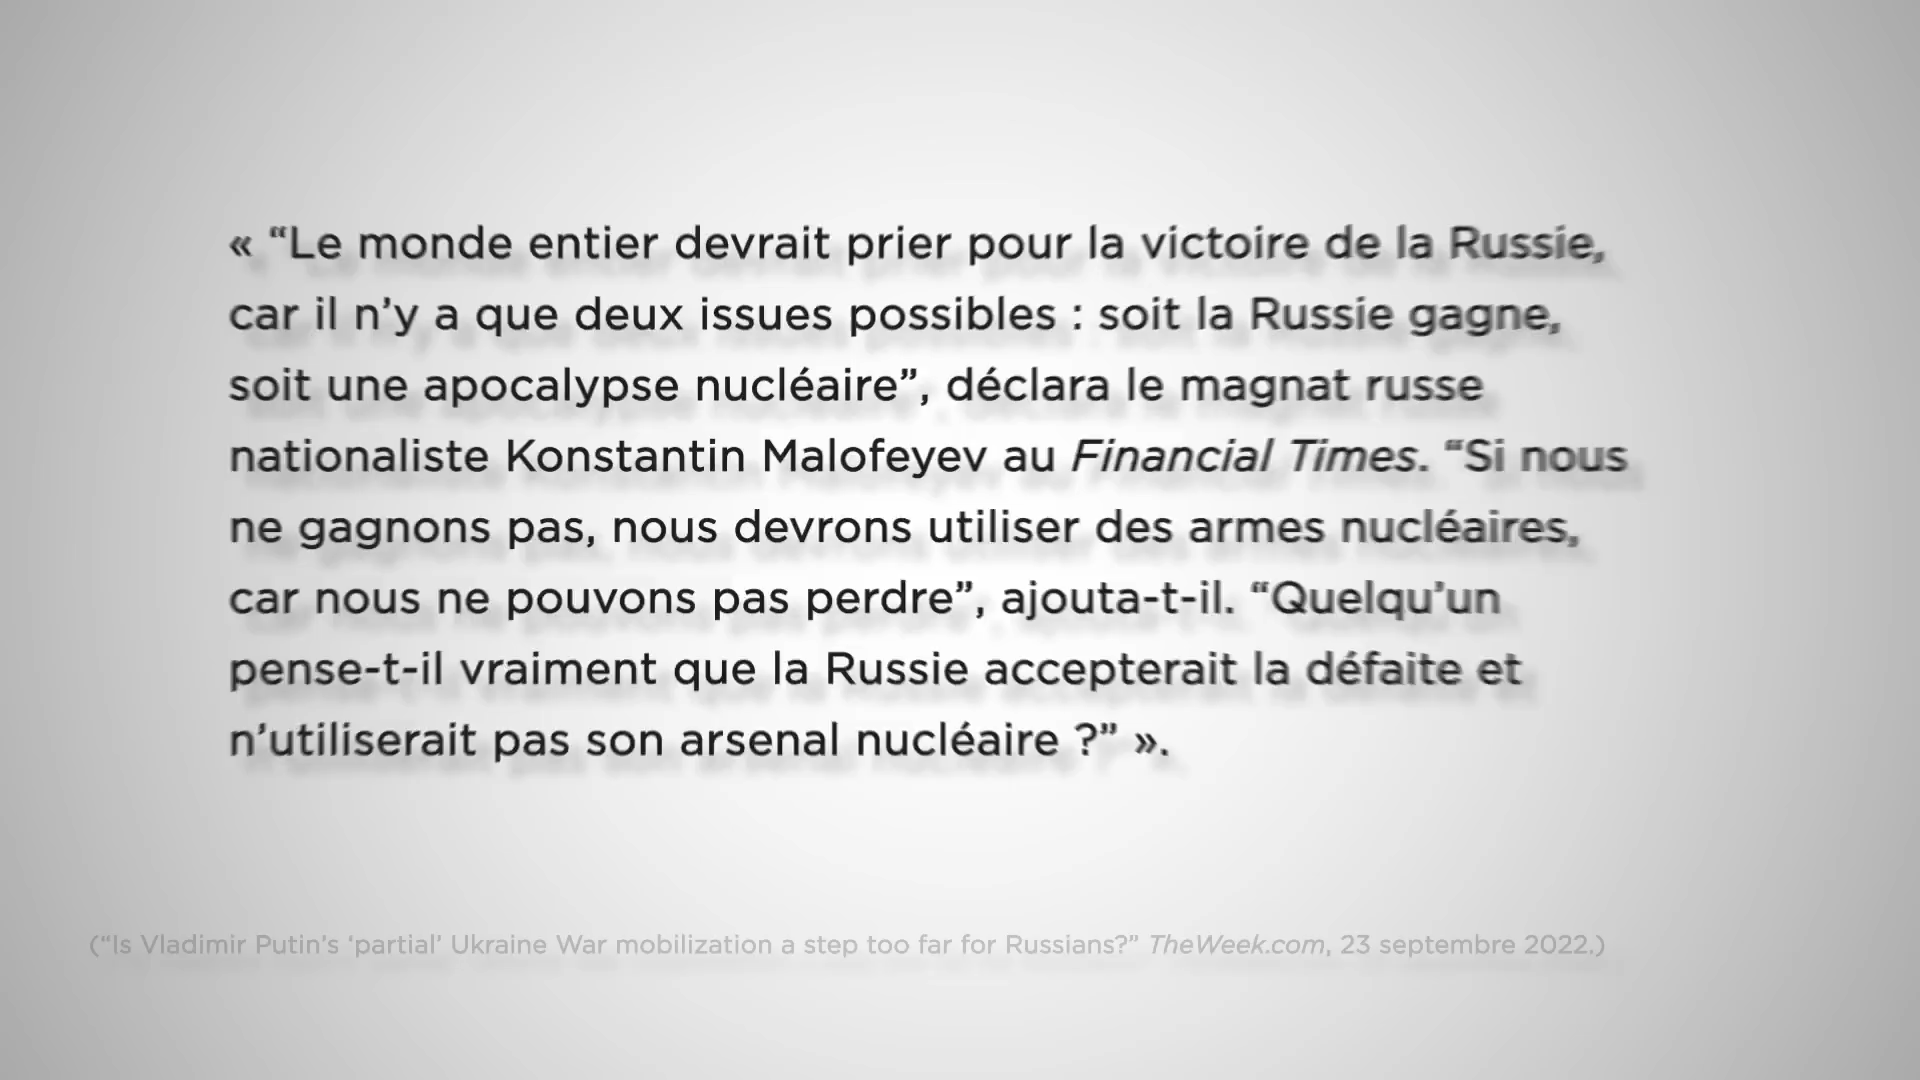 « “Le monde entier devrait prier pour la victoire de la Russie,
car il n’y a que deux issues possibles : soit la Russie gagne,
soit une apocalypse nucléaire”, déclara le magnat russe
nationaliste Konstantin Malofeyev au Financial Times. “Si nous
ne gagnons pas, nous devrons utiliser des armes nucléaires,
car nous ne pouvons pas perdre”, ajouta-t-il. “Quelqu’un
pense-t-il vraiment que la Russie accepterait la défaite et
n’utiliserait pas son arsenal nucléaire ?” ».
(“Is Vladimir Putin’s ‘partial’ Ukraine War mobilization a step too far for Russians?” TheWeek.com, 23 septembre 2022.)